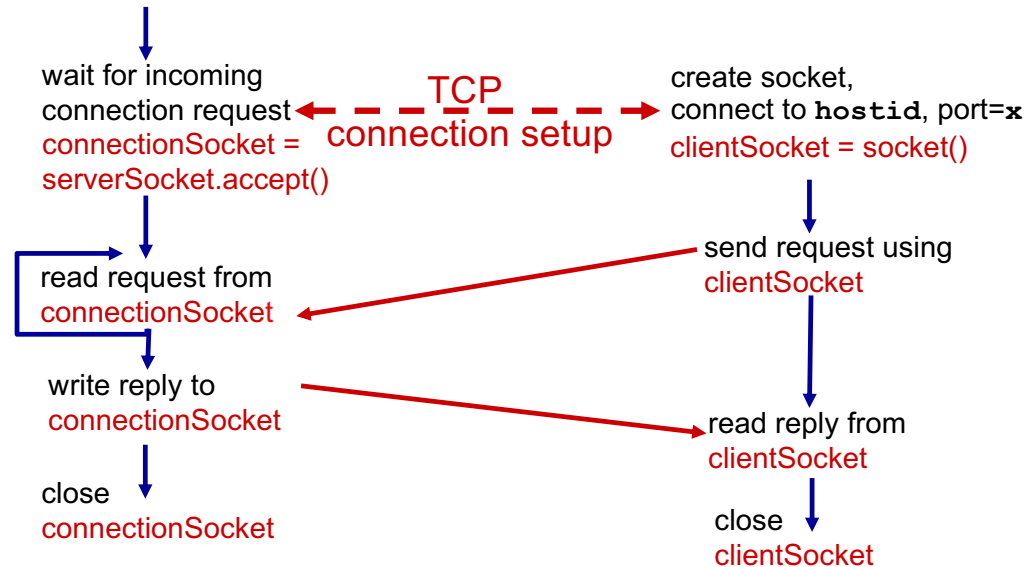 wait for incoming
connection request
connectionSocket =
serverSocket.accept()
TCP
connection setup
create socket,
connect to hostid, port=x
clientSocket = socket()
send request using
clientSocket
read request from
connectionSocket
write reply to
connectionSocket
read reply from
clientSocket
close
connectionSocket
close
clientSocket